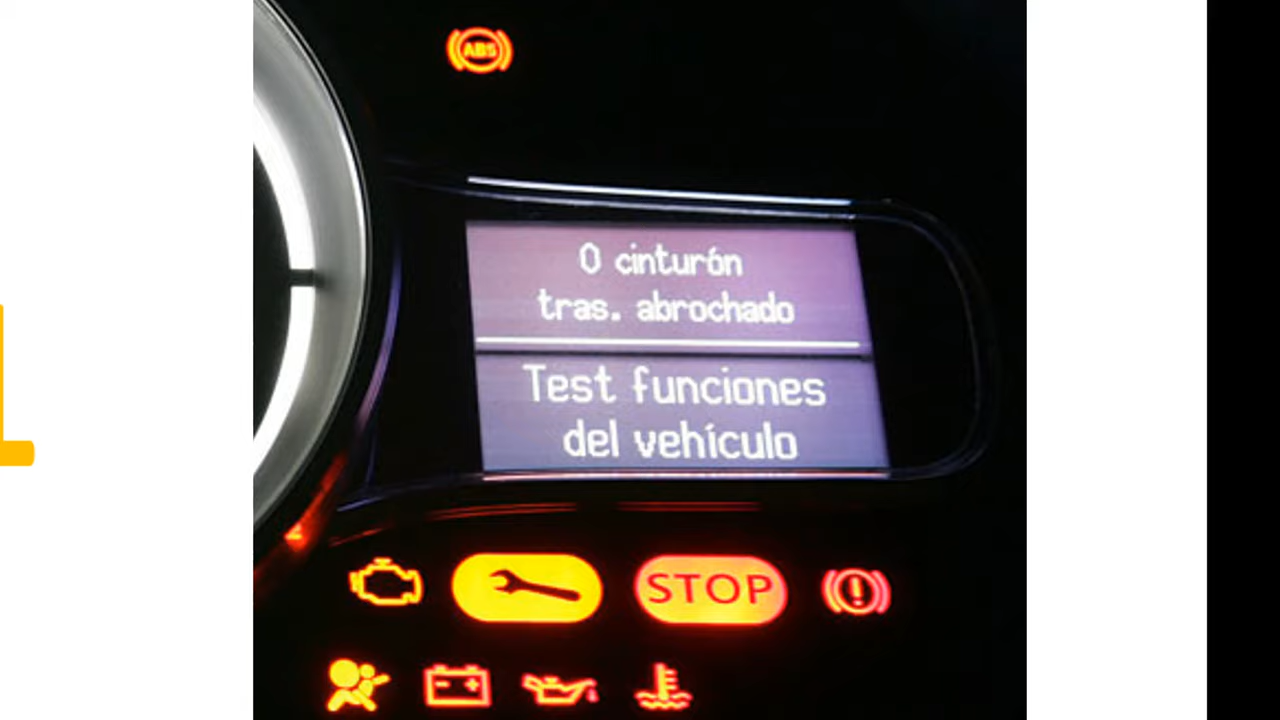 ABS
0 cinturón
tras. abrochado
Test funciones
del vehículo
STOP